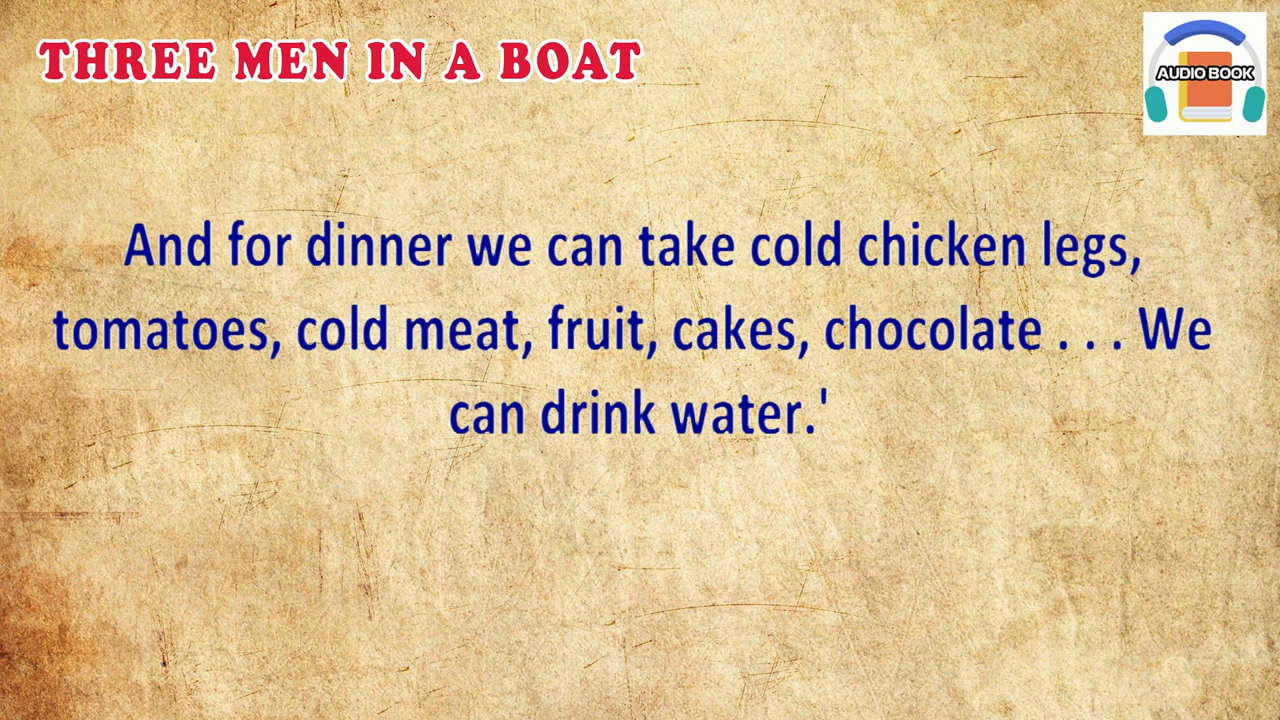 THREE MEN IN A BOAT
AUDIO BOOK
And for dinner we can take cold chicken legs,
tomatoes, cold meat, fruit, cakes, chocolate . . . We
can drink water.'